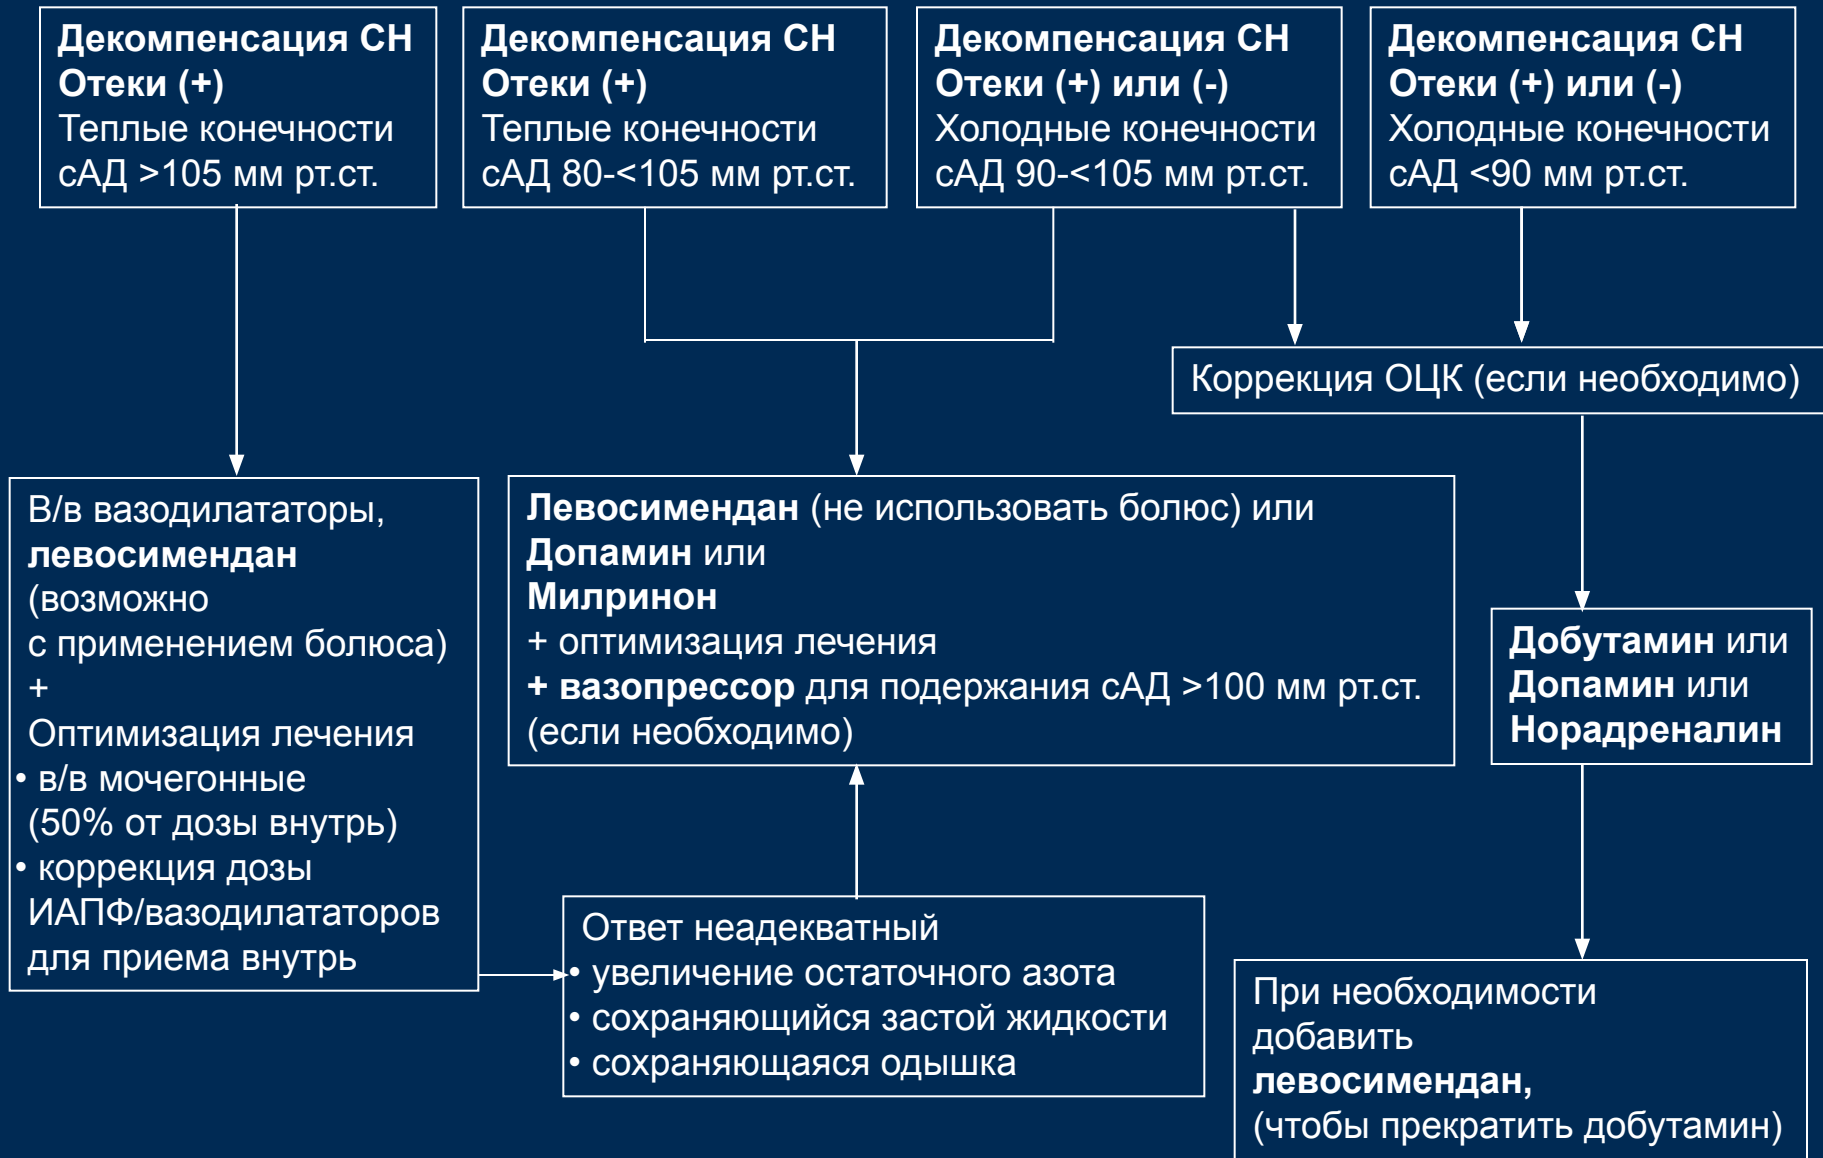 Декомпенсация СН
Отеки (+)
Теплые конечности
сАД >105 мм рт.ст.
Декомпенсация СН
Отеки (+)
Теплые конечности
сАД 80-<105 мм рт.ст.
Декомпенсация СН
Отеки (+) или (-)
Холодные конечности
сАД 90-<105 мм рт.ст.
Декомпенсация СН
Отеки (+) или (-)
Холодные конечности
сАД <90 мм рт.ст.
Коррекция ОЦК (если необходимо)
В/в вазодилататоры,
левосимендан
(возможно
с применением болюса)
+
Оптимизация лечения
• в/в мочегонные
(50% от дозы внутрь)
• коррекция дозы
ИАПФ/вазодилататоров
для приема внутрь
Левосимендан (не использовать болюс) или
Допамин или
Милринон
+ оптимизация лечения
+ вазопрессор для подержания сАД >100 мм рт.ст.
(если необходимо)
Добутамин или
Допамин или
Норадреналин
Ответ неадекватный
• увеличение остаточного азота
• сохраняющийся застой жидкости
• сохраняющаяся одышка
При необходимости
добавить
левосимендан,
(чтобы прекратить добутамин)